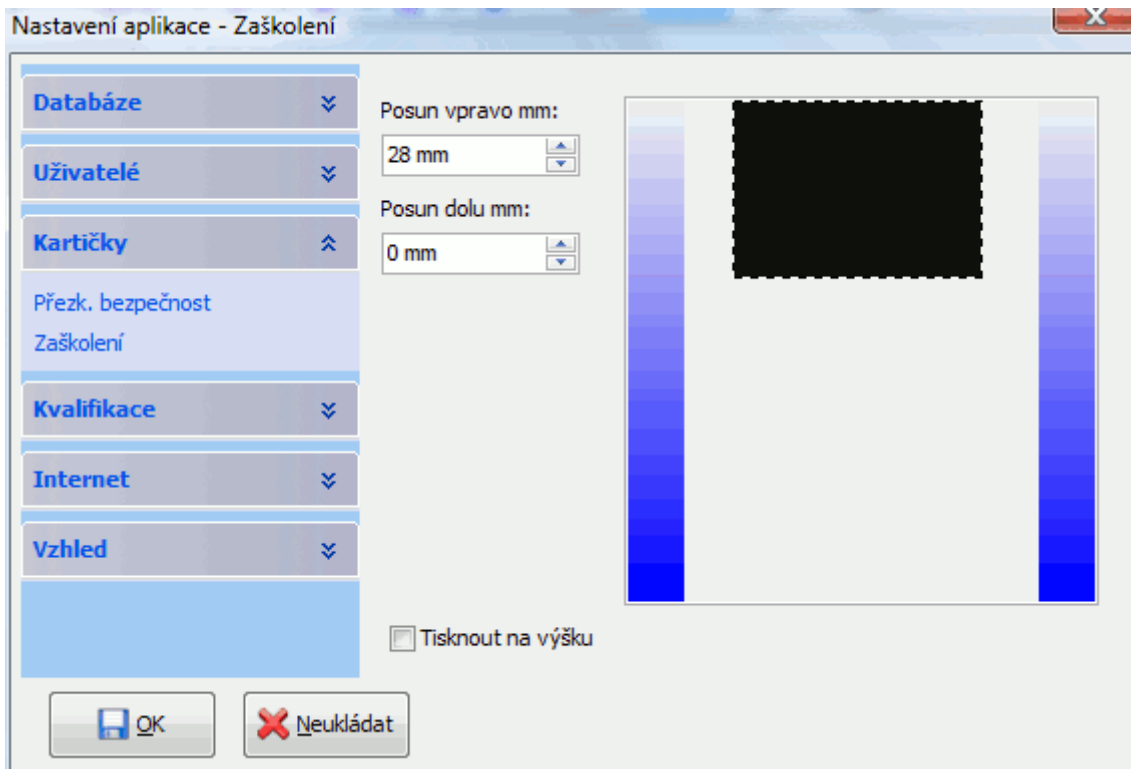 Nastavení aplikace - Zaškolení
Databáze
Uživatelé
Kartičky
Přezk. bezpečnost
Zaškolení
Kvalifikace
Internet
Vzhled
Posun vpravo mm:
28 mm
Posun dolu mm:
0 mm
Tisknout na výšku
OK
Neukládat